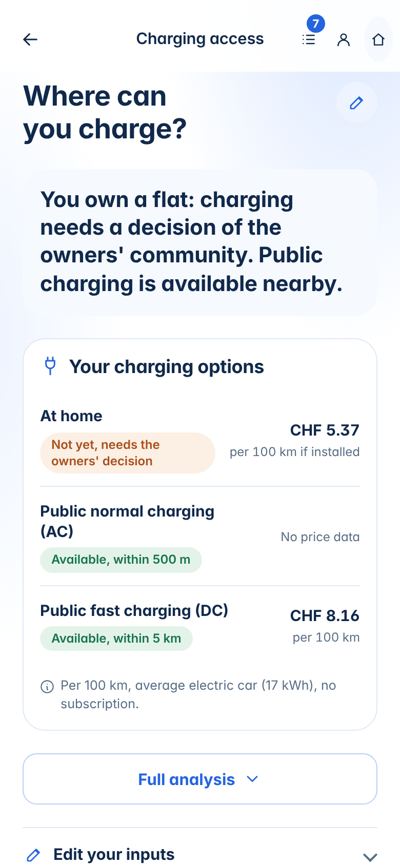 7
Charging access
Where can
you charge?
You own a flat: charging
needs a decision of the
owners' community. Public
charging is available nearby.
Your charging options
At home
Not yet, needs the
owners' decision
CHF 5.37
per 100 km if installed
Public normal charging
(AC)
Available, within 500 m
No price data
Public fast charging (DC)
Available, within 5 km
CHF 8.16
per 100 km
Per 100 km, average electric car (17 kWh), no
subscription.
Full analysis
Edit your inputs